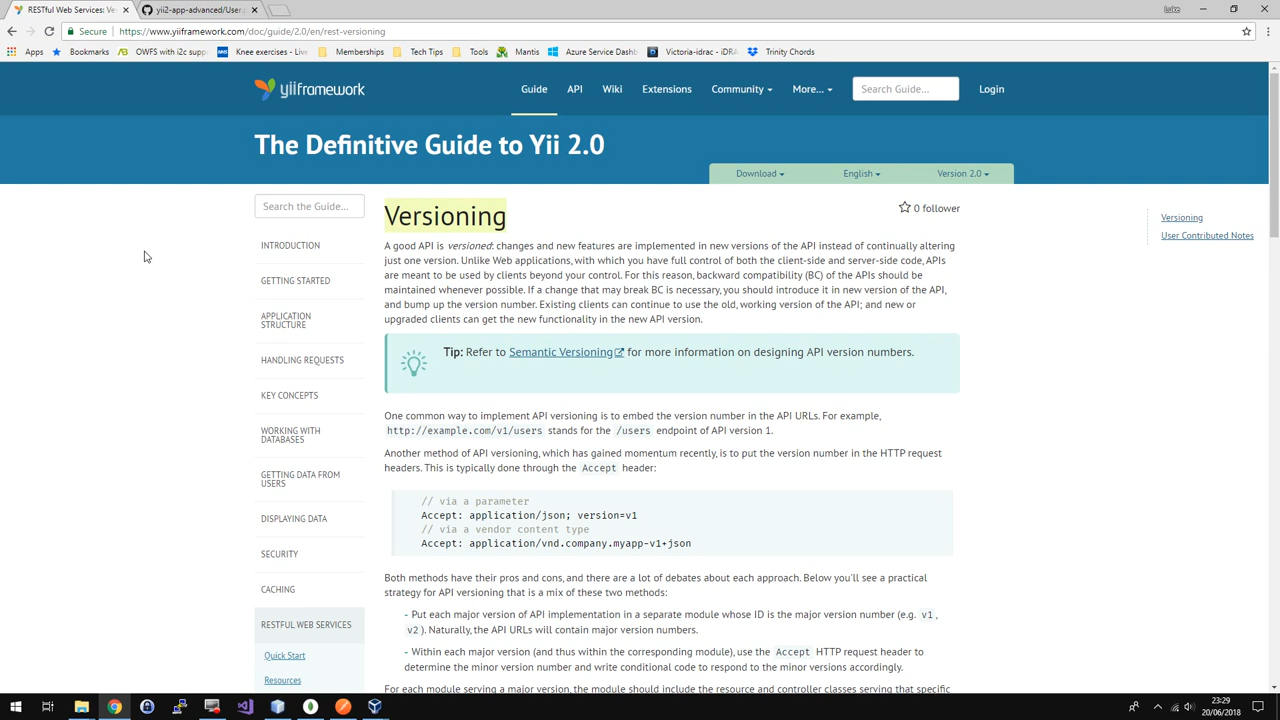 RESTful Web Services: Ve
yii2-app-advanced/User.p
Secure
https://www.yiiframework.com/doc/guide/2.0/en/rest-versioning
Apps
Bookmarks
OWFS with i2c supp
Knee exercises - Live
Memberships
Tech Tips
Tools
Mantis
Azure Service Dashb
Victoria-idrac - iDRA
Trinity Chords
yiiframework
Guide
API
Wiki
Extensions
Community
More...
Search Guide...
Login
The Definitive Guide to Yii 2.0
Download
English
Version 2.0
Search the Guide...
INTRODUCTION
GETTING STARTED
APPLICATION
STRUCTURE
HANDLING REQUESTS
KEY CONCEPTS
WORKING WITH
DATABASES
GETTING DATA FROM
USERS
DISPLAYING DATA
SECURITY
CACHING
RESTFUL WEB SERVICES
Quick Start
Resources
Versioning
0 follower
A good API is versioned: changes and new features are implemented in new versions of the API instead of continually altering
just one version. Unlike Web applications, with which you have full control of both the client-side and server-side code, APIs
are meant to be used by clients beyond your control. For this reason, backward compatibility (BC) of the APIs should be
maintained whenever possible. If a change that may break BC is necessary, you should introduce it in new version of the API,
and bump up the version number. Existing clients can continue to use the old, working version of the API; and new or
upgraded clients can get the new functionality in the new API version.
Tip: Refer to Semantic Versioning for more information on designing API version numbers.
One common way to implement API versioning is to embed the version number in the API URLs. For example,
http://example.com/v1/users stands for the /users endpoint of API version 1.
Another method of API versioning, which has gained momentum recently, is to put the version number in the HTTP request
headers. This is typically done through the Accept header:
// via a parameter
Accept: application/json; version=v1
// via a vendor content type
Accept: application/vnd.company.myapp-v1+json
Both methods have their pros and cons, and there are a lot of debates about each approach. Below you'll see a practical
strategy for API versioning that is a mix of these two methods:
- Put each major version of API implementation in a separate module whose ID is the major version number (e.g. v1,
v2). Naturally, the API URLs will contain major version numbers.
- Within each major version (and thus within the corresponding module), use the Accept HTTP request header to
determine the minor version number and write conditional code to respond to the minor versions accordingly.
For each module serving a major version, the module should include the resource and controller classes serving that specific
Versioning
User Contributed Notes
23:29
20/06/2018